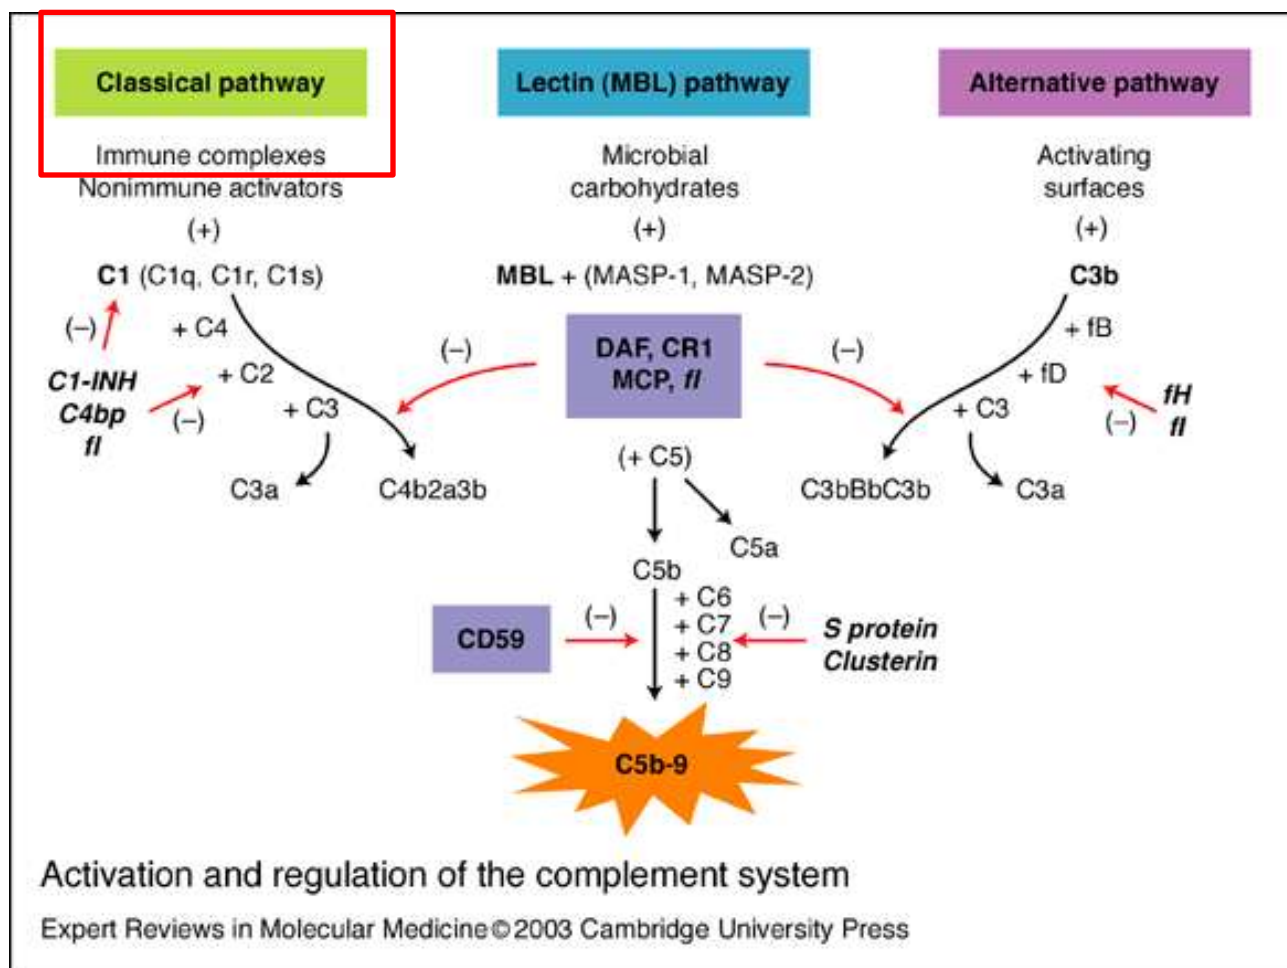 Classical pathway
Lectin (MBL) pathway
Alternative pathway
Immune complexes
Nonimmune activators
Microbial
carbohydrates
Activating
surfaces
(+)
(+)
(+)
C1 (C1q, C1r, C1s)
MBL + (MASP-1, MASP-2)
C3b
(–)
+ C4
+ C2
+ C3
C1-INH
C4bp
fI
(–)
C3a
C4b2a3b
(–)
DAF, CR1
MCP, fI
(–)
+ fB
+ fD
+ C3
fH
fI
(–)
C3bBbC3b
C3a
(+ C5)
C5a
C5b
+ C6
+ C7
+ C8
+ C9
CD59
(–)
(–)
S protein
Clusterin
C5b-9
Activation and regulation of the complement system
Expert Reviews in Molecular Medicine © 2003 Cambridge University Press